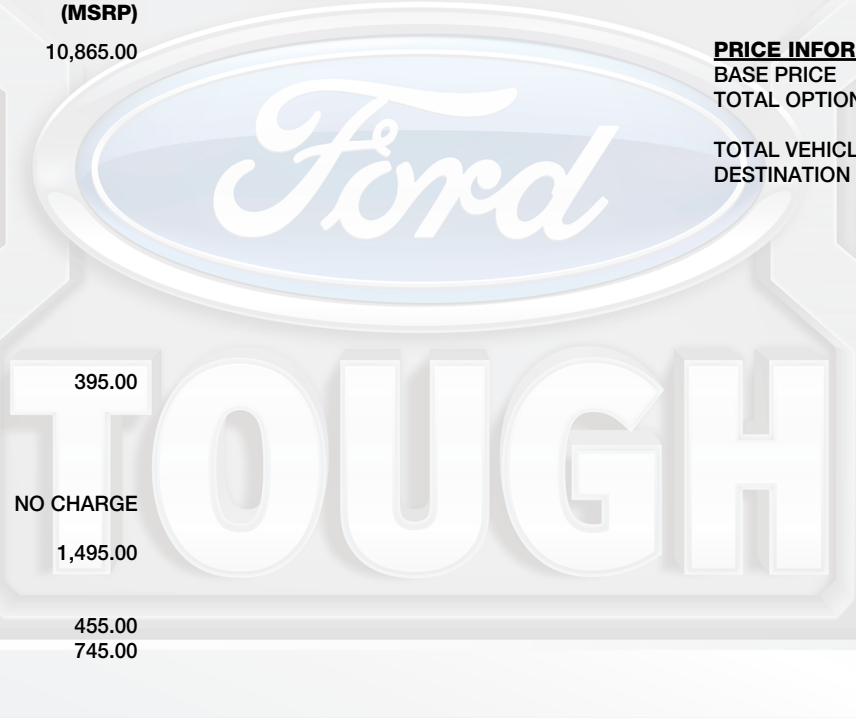 (MSRP)
10,865.00
PRICE INFOR
BASE PRICE
TOTAL OPTION
TOTAL VEHICL
DESTINATION
Ford
395.00
TOUGH
NO CHARGE
1,495.00
455.00
745.00